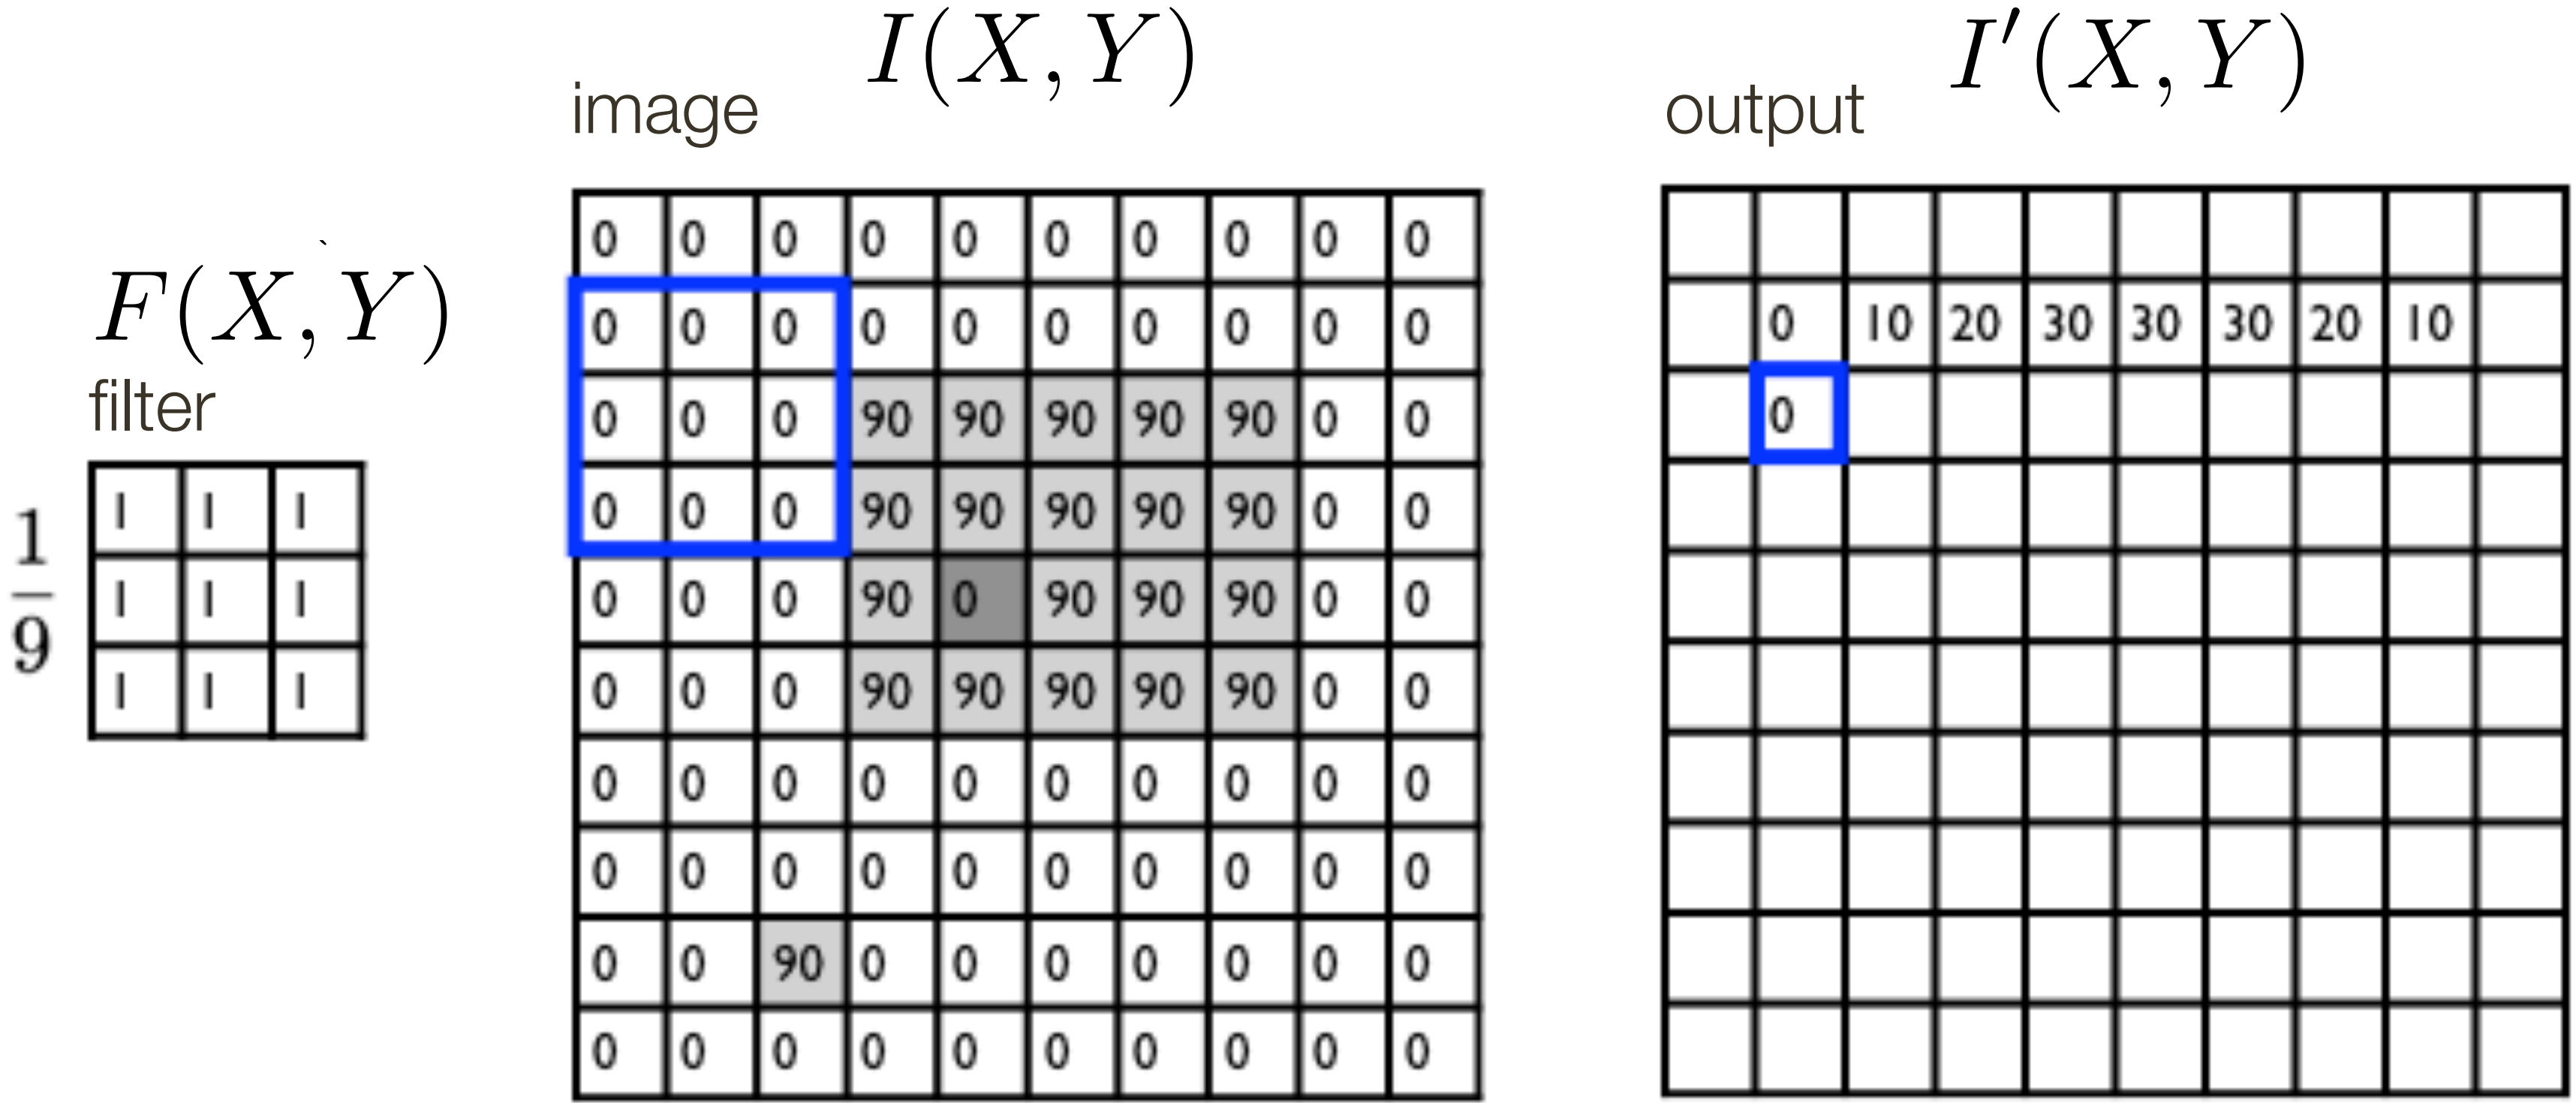 I(X, Y)
I′(X, Y)
image
output
F(X, Y)
filter
1/9
1 1 1
1 1 1
1 1 1
0 0 0 0 0 0 0 0 0 0
0 0 0 0 0 0 0 0 0 0
0 0 0 90 90 90 90 90 0 0
0 0 0 90 90 90 90 90 0 0
0 0 0 90 0 90 90 90 0 0
0 0 0 90 90 90 90 90 0 0
0 0 0 0 0 0 0 0 0 0
0 0 0 0 0 0 0 0 0 0
0 0 90 0 0 0 0 0 0 0
0 0 0 0 0 0 0 0 0 0
0 10 20 30 30 30 20 10
0